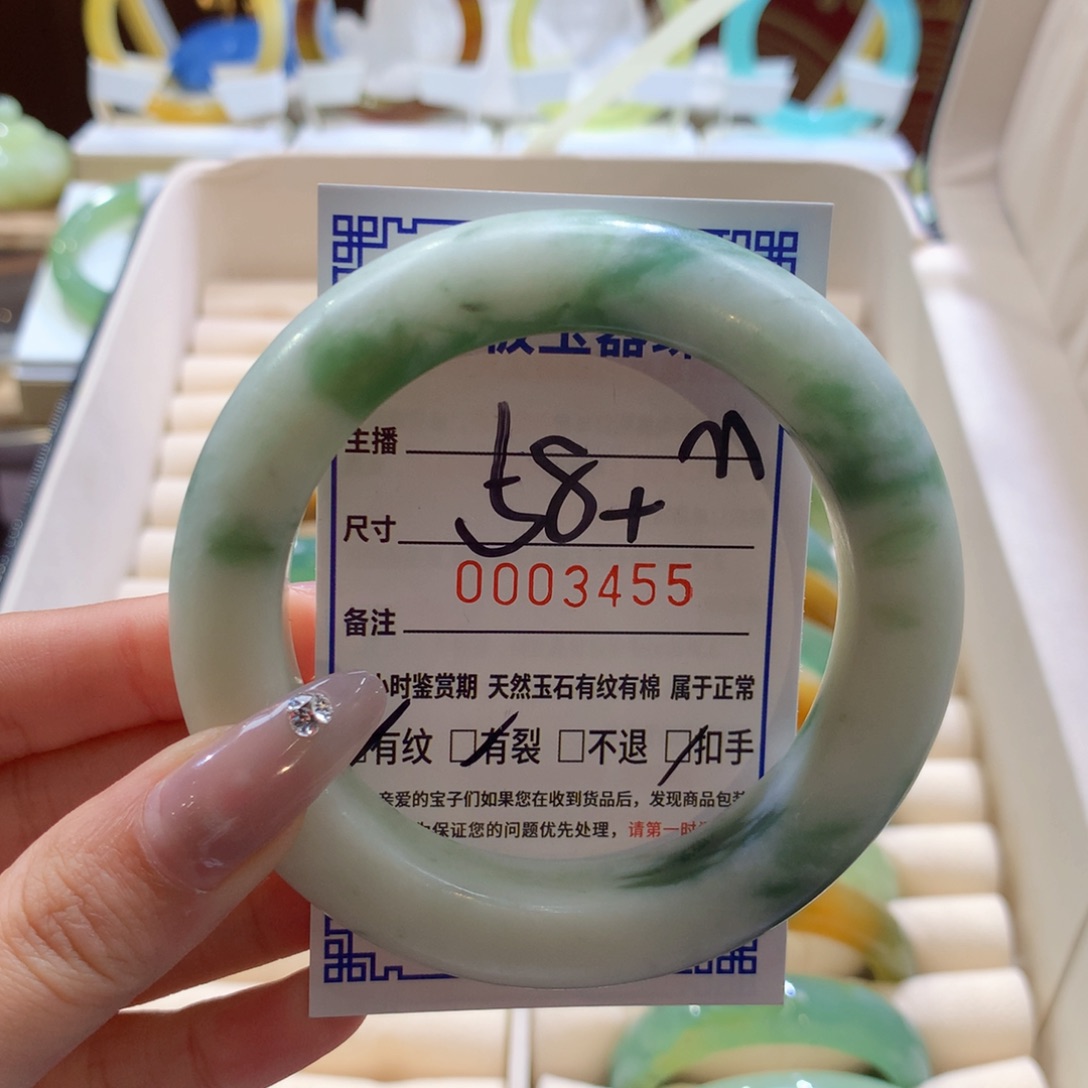 主播
m
尺寸 58+
0003455
备注
小时鉴赏期 天然玉石有纹有棉 属于正常
有纹 □有裂 □不退 □扣手
亲爱的宝子们如果您在收到货品后，发现商品包装
保证您的问题优先处理，请第一时